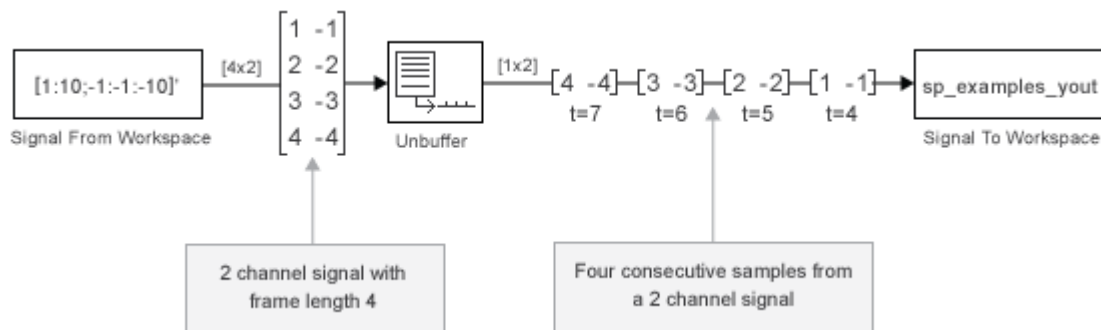 [1:10;-1:-1:-10]'
Signal From Workspace
[4x2]
1 -1
2 -2
3 -3
4 -4
Unbuffer
[1x2]
[4 -4] [3 -3] [2 -2] [1 -1]
t=7 t=6 t=5 t=4
sp_examples_yout
Signal To Workspace
2 channel signal with
frame length 4
Four consecutive samples from
a 2 channel signal